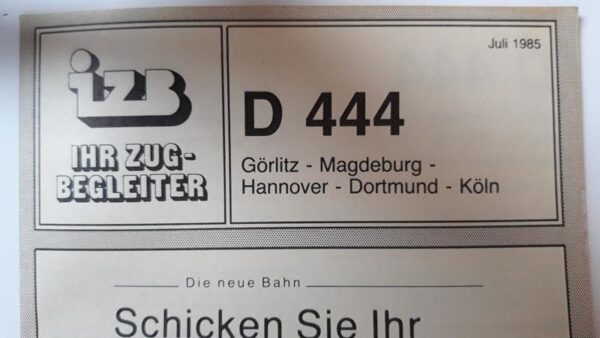 Juli 1985
izb
IHR ZUG-
BEGLEITER
D 444
Görlitz - Magdeburg -
Hannover - Dortmund - Köln
Die neue Bahn
Schicken Sie Ihr